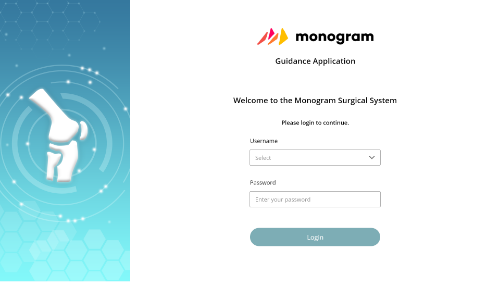 monogram
Guidance Application
Welcome to the Monogram Surgical System
Please login to continue.
Username
Select
Password
Enter your password
Login